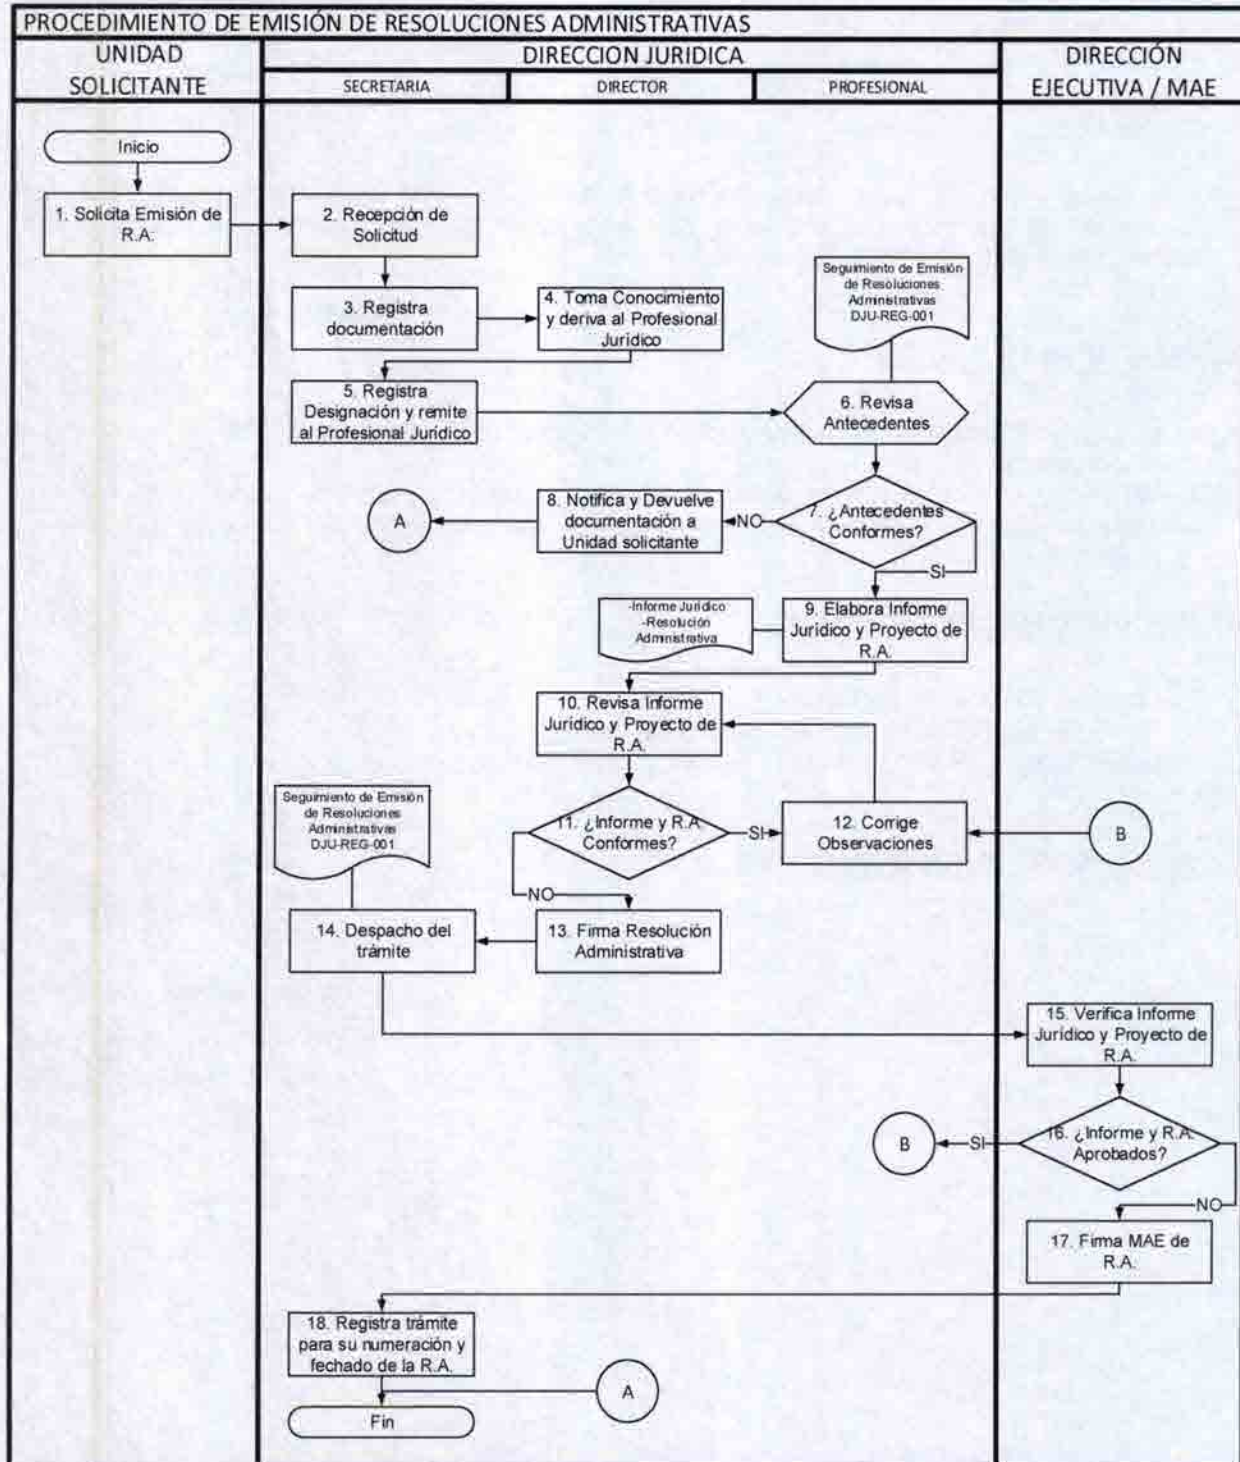 PROCEDIMIENTO DE EMISIÓN DE RESOLUCIONES ADMINISTRATIVAS
UNIDAD
SOLICITANTE
DIRECCION JURIDICA
SECRETARIA
DIRECTOR
PROFESIONAL
DIRECCIÓN
EJECUTIVA / MAE
Inicio
1. Solicita Emisión de
R.A.
2. Recepción de
Solicitud
3. Registra
documentación
4. Toma Conocimiento
y deriva al Profesional
Jurídico
Seguimiento de Emisión
de Resoluciones
Administrativas
DJU-REG-001
5. Registra
Designación y remite
al Profesional Jurídico
6. Revisa
Antecedentes
7. ¿Antecedentes
Conformes?
NO
8. Notifica y Devuelve
documentación a
Unidad solicitante
A
SI
9. Elabora Informe
Jurídico y Proyecto de
R.A.
-Informe Jurídico
-Resolución
Administrativa
10. Revisa Informe
Jurídico y Proyecto de
R.A.
Seguimiento de Emisión
de Resoluciones
Administrativas
DJU-REG-001
11. ¿Informe y R.A.
Conformes?
SI
12. Corrige
Observaciones
B
NO
13. Firma Resolución
Administrativa
14. Despacho del
trámite
15. Verifica Informe
Jurídico y Proyecto de
R.A.
16. ¿Informe y R.A.
Aprobados?
SI
B
NO
17. Firma MAE de
R.A.
18. Registra trámite
para su numeración y
fechado de la R.A.
A
Fin